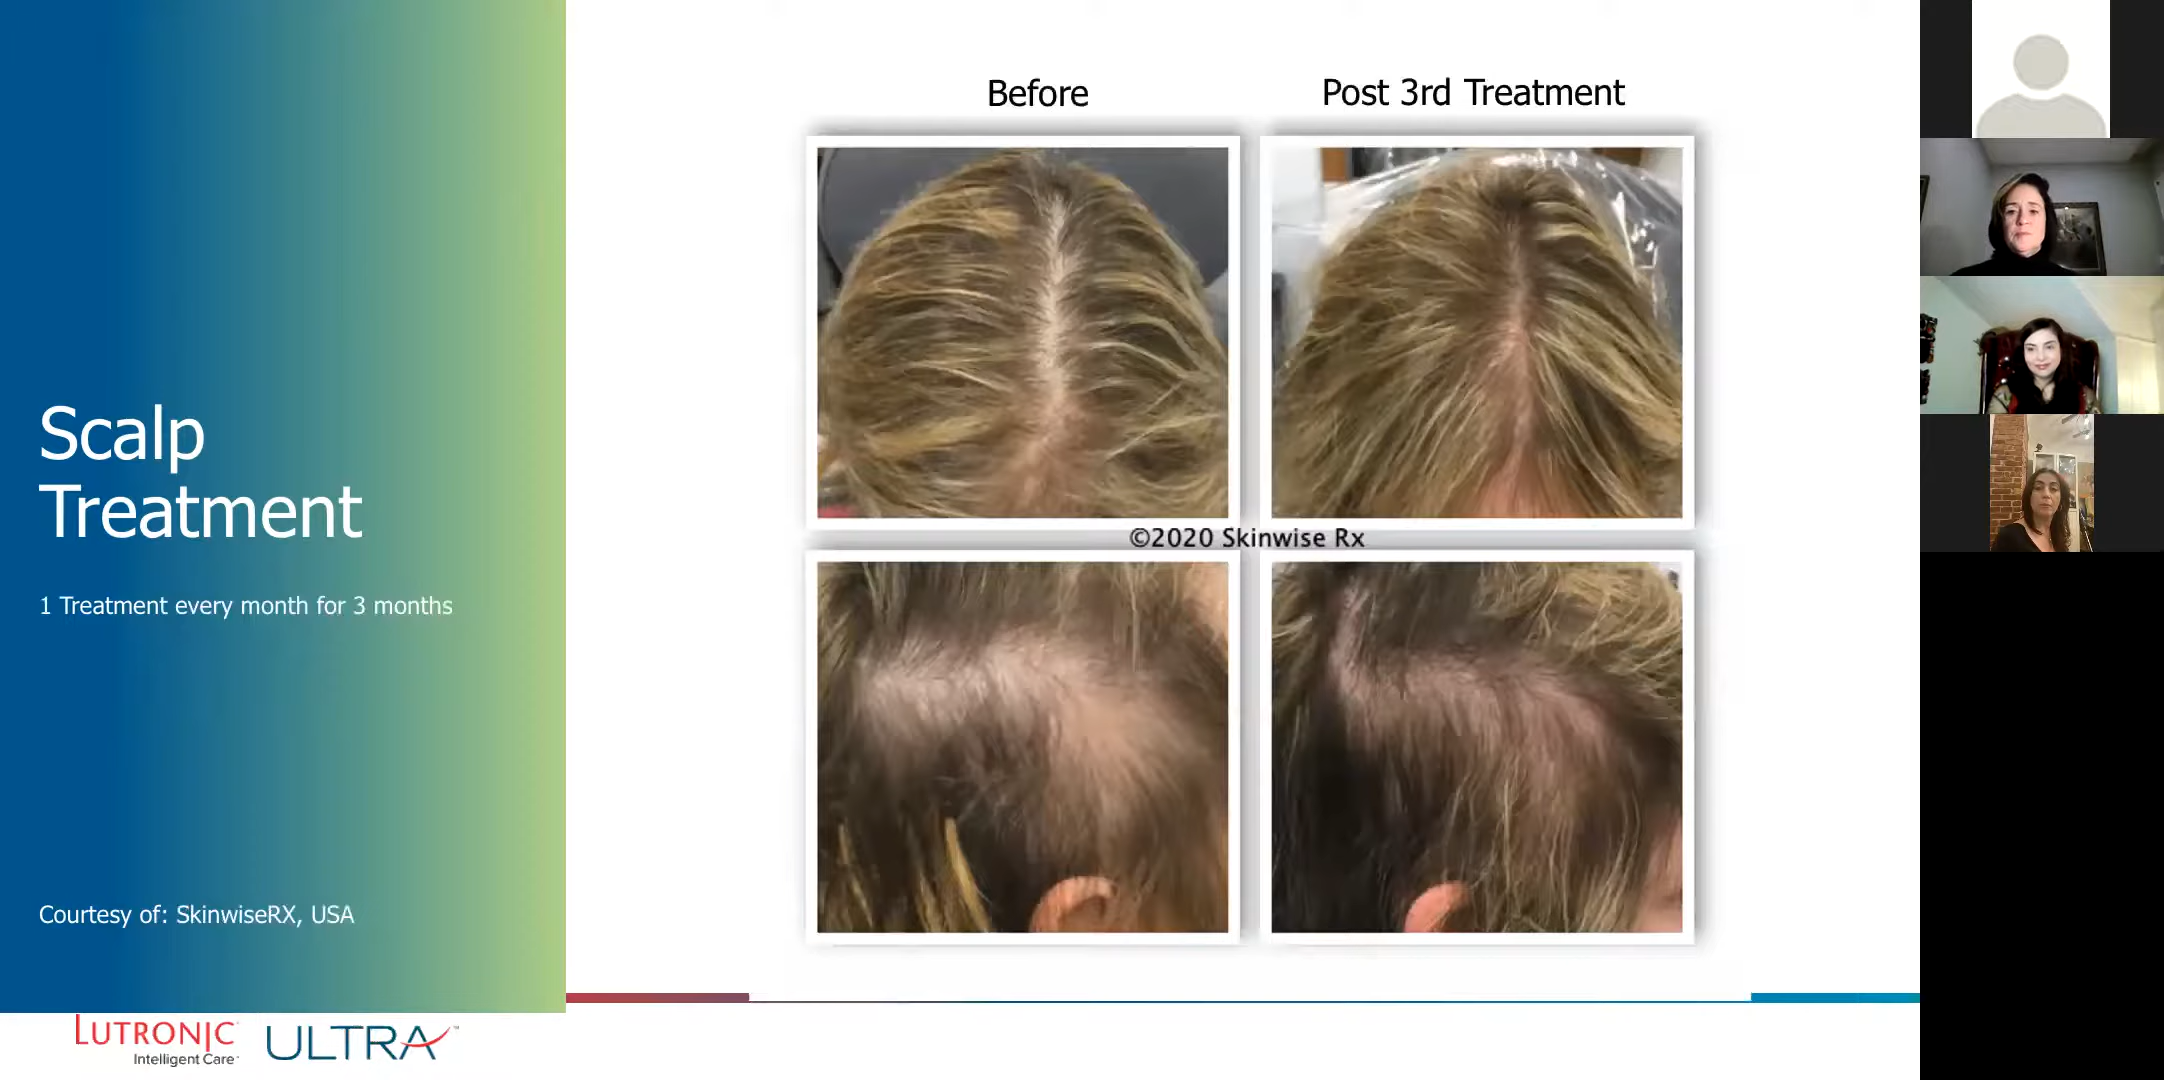 Scalp
Treatment
1 Treatment every month for 3 months
Courtesy of: SkinwiseRX, USA
Before
Post 3rd Treatment
©2020 Skinwise Rx
LUTRONIC
Intelligent Care
ULTRA™